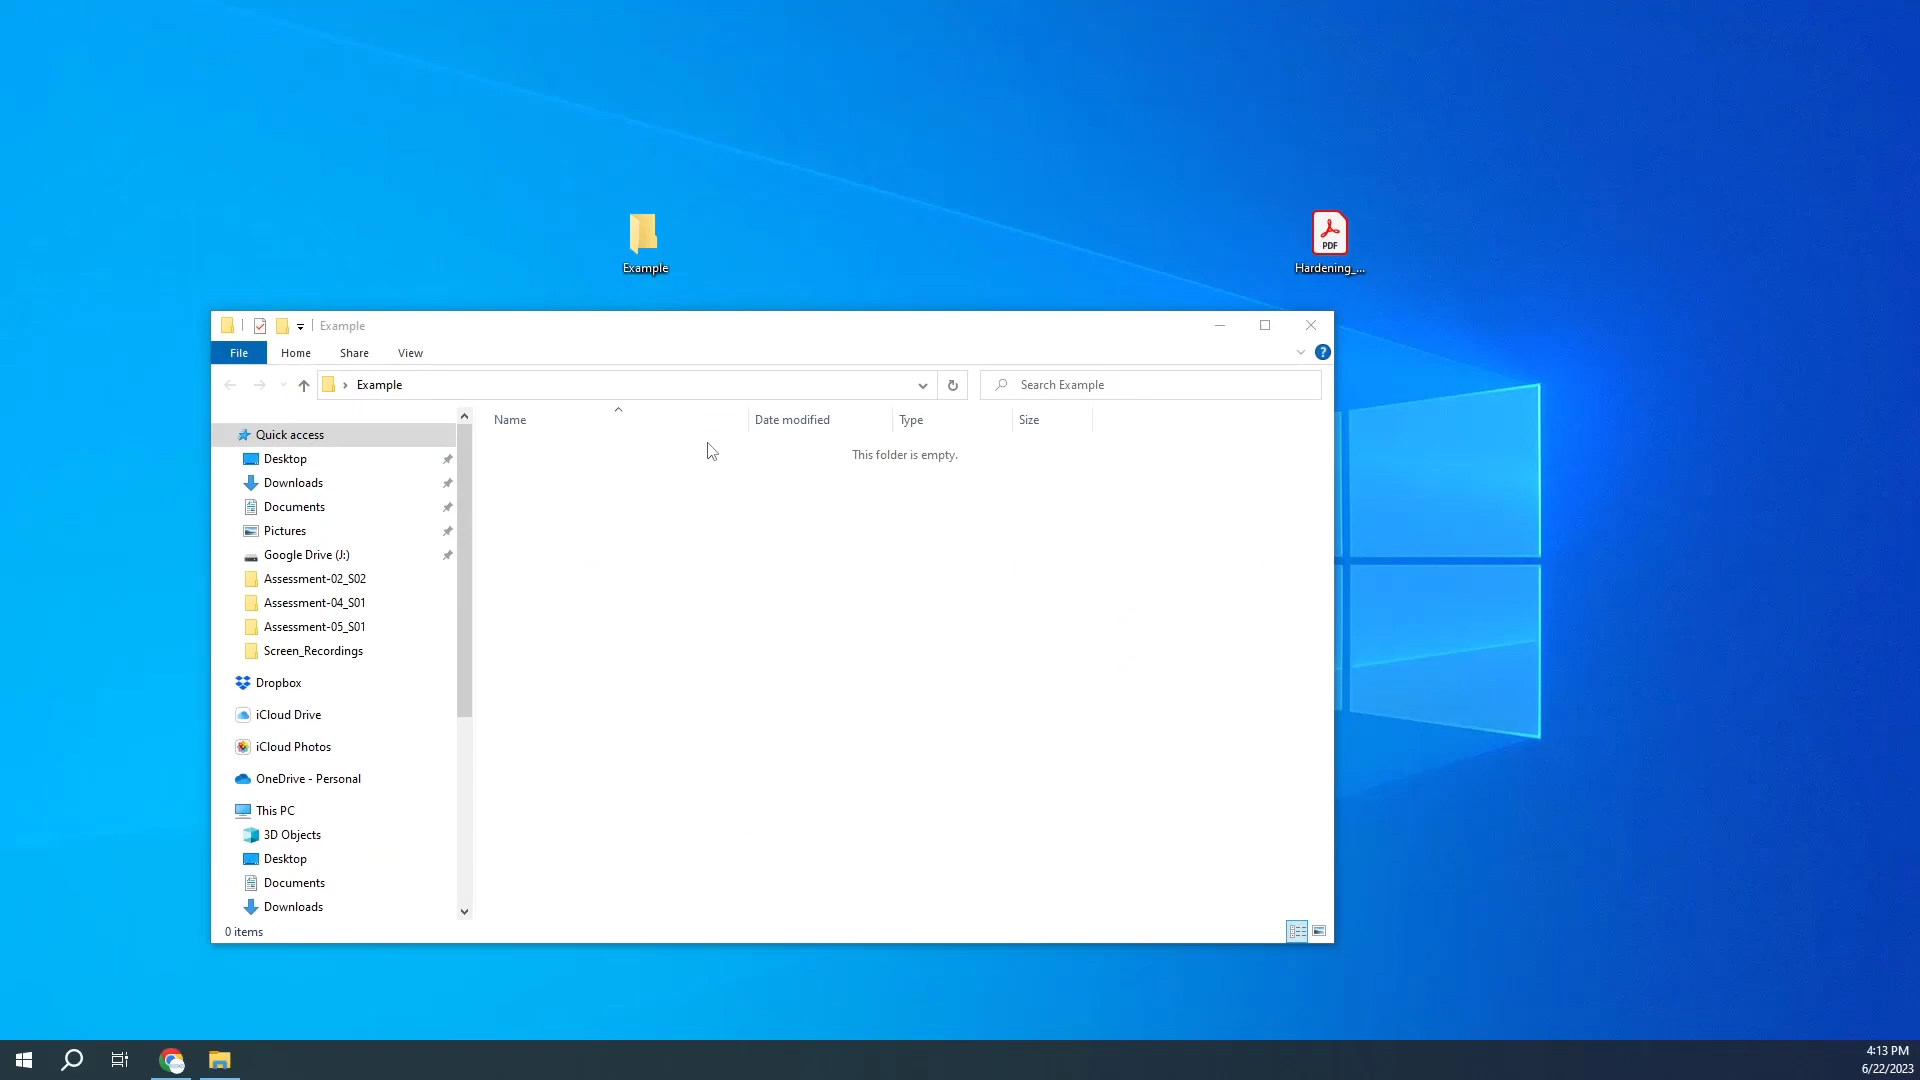 Example
PDF
Hardening_...
Example
File
Home
Share
View
?
Example
Search Example
Name
Date modified
Type
Size
This folder is empty.
Quick access
Desktop
Downloads
Documents
Pictures
Google Drive (J:)
Assessment-02_S02
Assessment-04_S01
Assessment-05_S01
Screen_Recordings
Dropbox
iCloud Drive
iCloud Photos
OneDrive - Personal
This PC
3D Objects
Desktop
Documents
Downloads
0 items
4:13 PM
6/22/2023